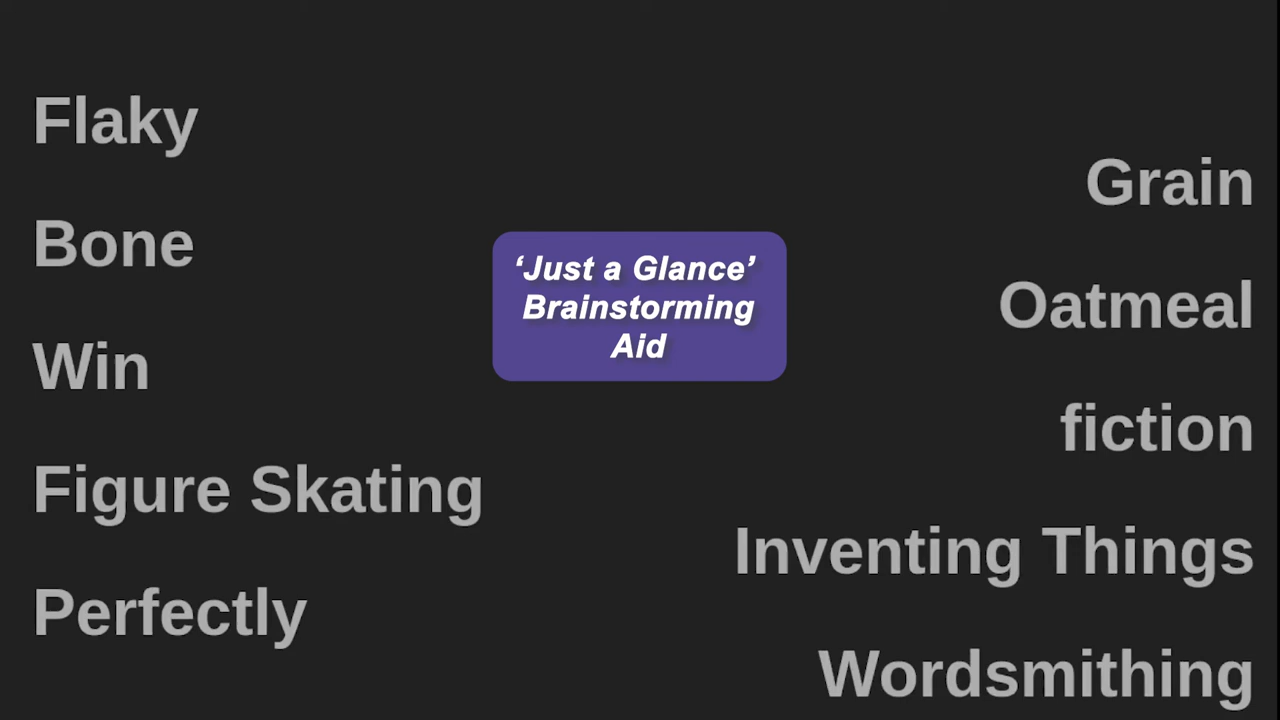 Flaky
Bone
Win
Figure Skating
Perfectly
‘Just a Glance’
Brainstorming
Aid
Grain
Oatmeal
fiction
Inventing Things
Wordsmithing